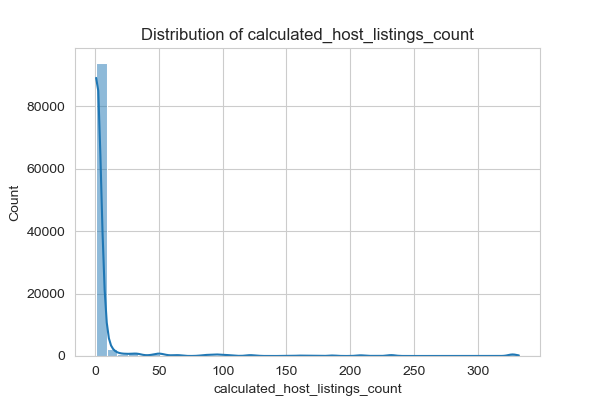 Distribution of calculated_host_listings_count
80000
60000
40000
20000
0
Count
0 50 100 150 200 250 300
calculated_host_listings_count